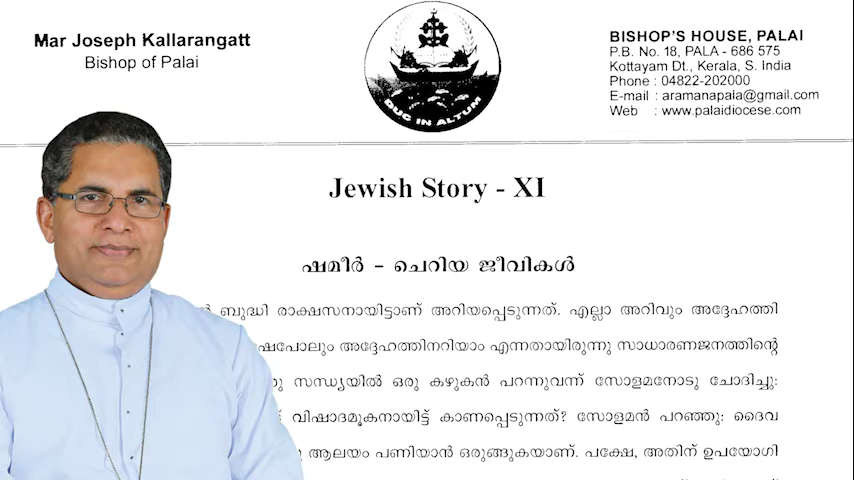 Mar Joseph Kallarangatt
Bishop of Palai
DUC IN ALTUM
BISHOP'S HOUSE, PALAI
P.B. No. 18, PALA - 686 575
Kottayam Dt., Kerala, S. India
Phone : 04822-202000
E-mail : aramanapala@gmail.com
Web : www.palaidiocese.com
Jewish Story - XI
ഷമീർ - ചെറിയ ജീവികൾ
ബുദ്ധി രാക്ഷസനായിട്ടാണ് അറിയപ്പെടുന്നത്. എല്ലാ അറിവും അദ്ദേഹത്തി
അദ്ദേഹത്തിനറിയാം എന്നതായിരുന്നു സാധാരണജനത്തിന്റെ
സന്ധ്യയിൽ ഒരു കഴുകൻ പറന്നുവന്ന് സോളമനോടു ചോദിച്ചു:
വിഷാദമൂകനായിട്ട് കാണപ്പെടുന്നത്? സോളമൻ പറഞ്ഞു: ദൈവ
ആലയം പണിയാൻ ഒരുങ്ങുകയാണ്. പക്ഷേ, അതിന് ഉപയോഗി